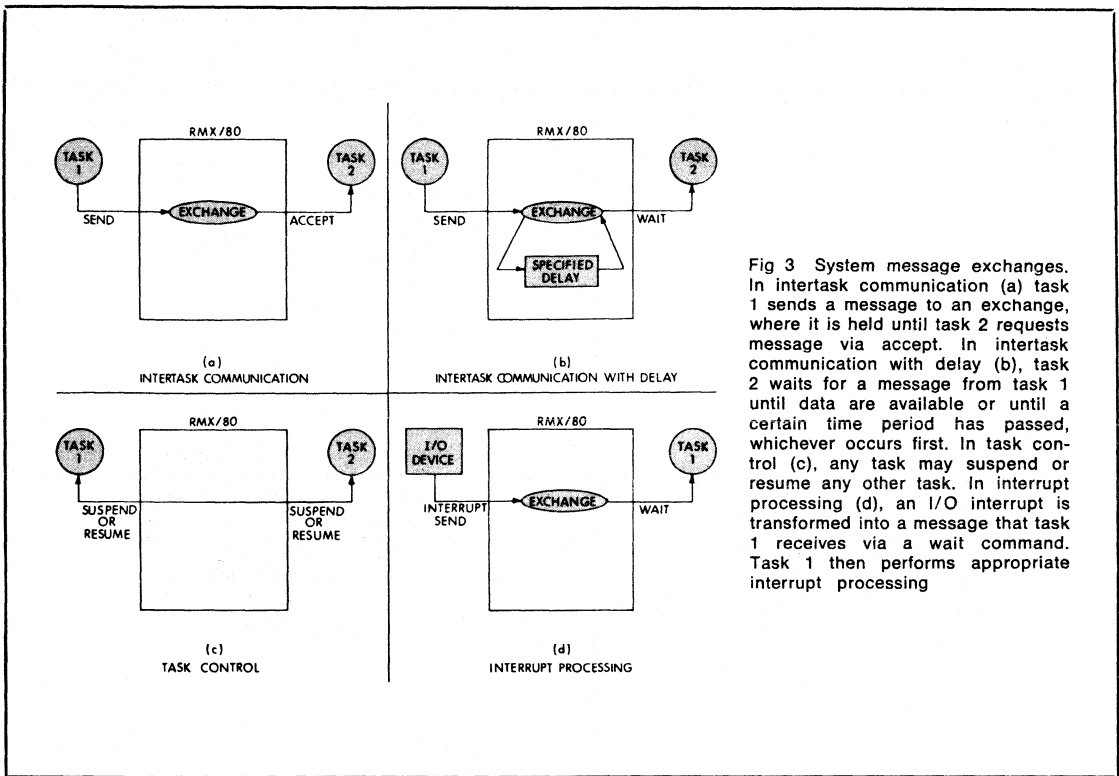 RMX/80
TASK
1
TASK
2
EXCHANGE
SEND
ACCEPT
(a)
INTERTASK COMMUNICATION
RMX/80
TASK
1
TASK
2
EXCHANGE
SEND
WAIT
SPECIFIED
DELAY
(b)
INTERTASK COMMUNICATION WITH DELAY
RMX/80
TASK
1
TASK
2
SUSPEND
OR
RESUME
SUSPEND
OR
RESUME
(c)
TASK CONTROL
RMX/80
I/O
DEVICE
TASK
1
EXCHANGE
INTERRUPT
SEND
WAIT
(d)
INTERRUPT PROCESSING
Fig 3 System message exchanges.
In intertask communication (a) task
1 sends a message to an exchange,
where it is held until task 2 requests
message via accept. In intertask
communication with delay (b), task
2 waits for a message from task 1
until data are available or until a
certain time period has passed,
whichever occurs first. In task con-
trol (c), any task may suspend or
resume any other task. In interrupt
processing (d), an I/O interrupt is
transformed into a message that task
1 receives via a wait command.
Task 1 then performs appropriate
interrupt processing